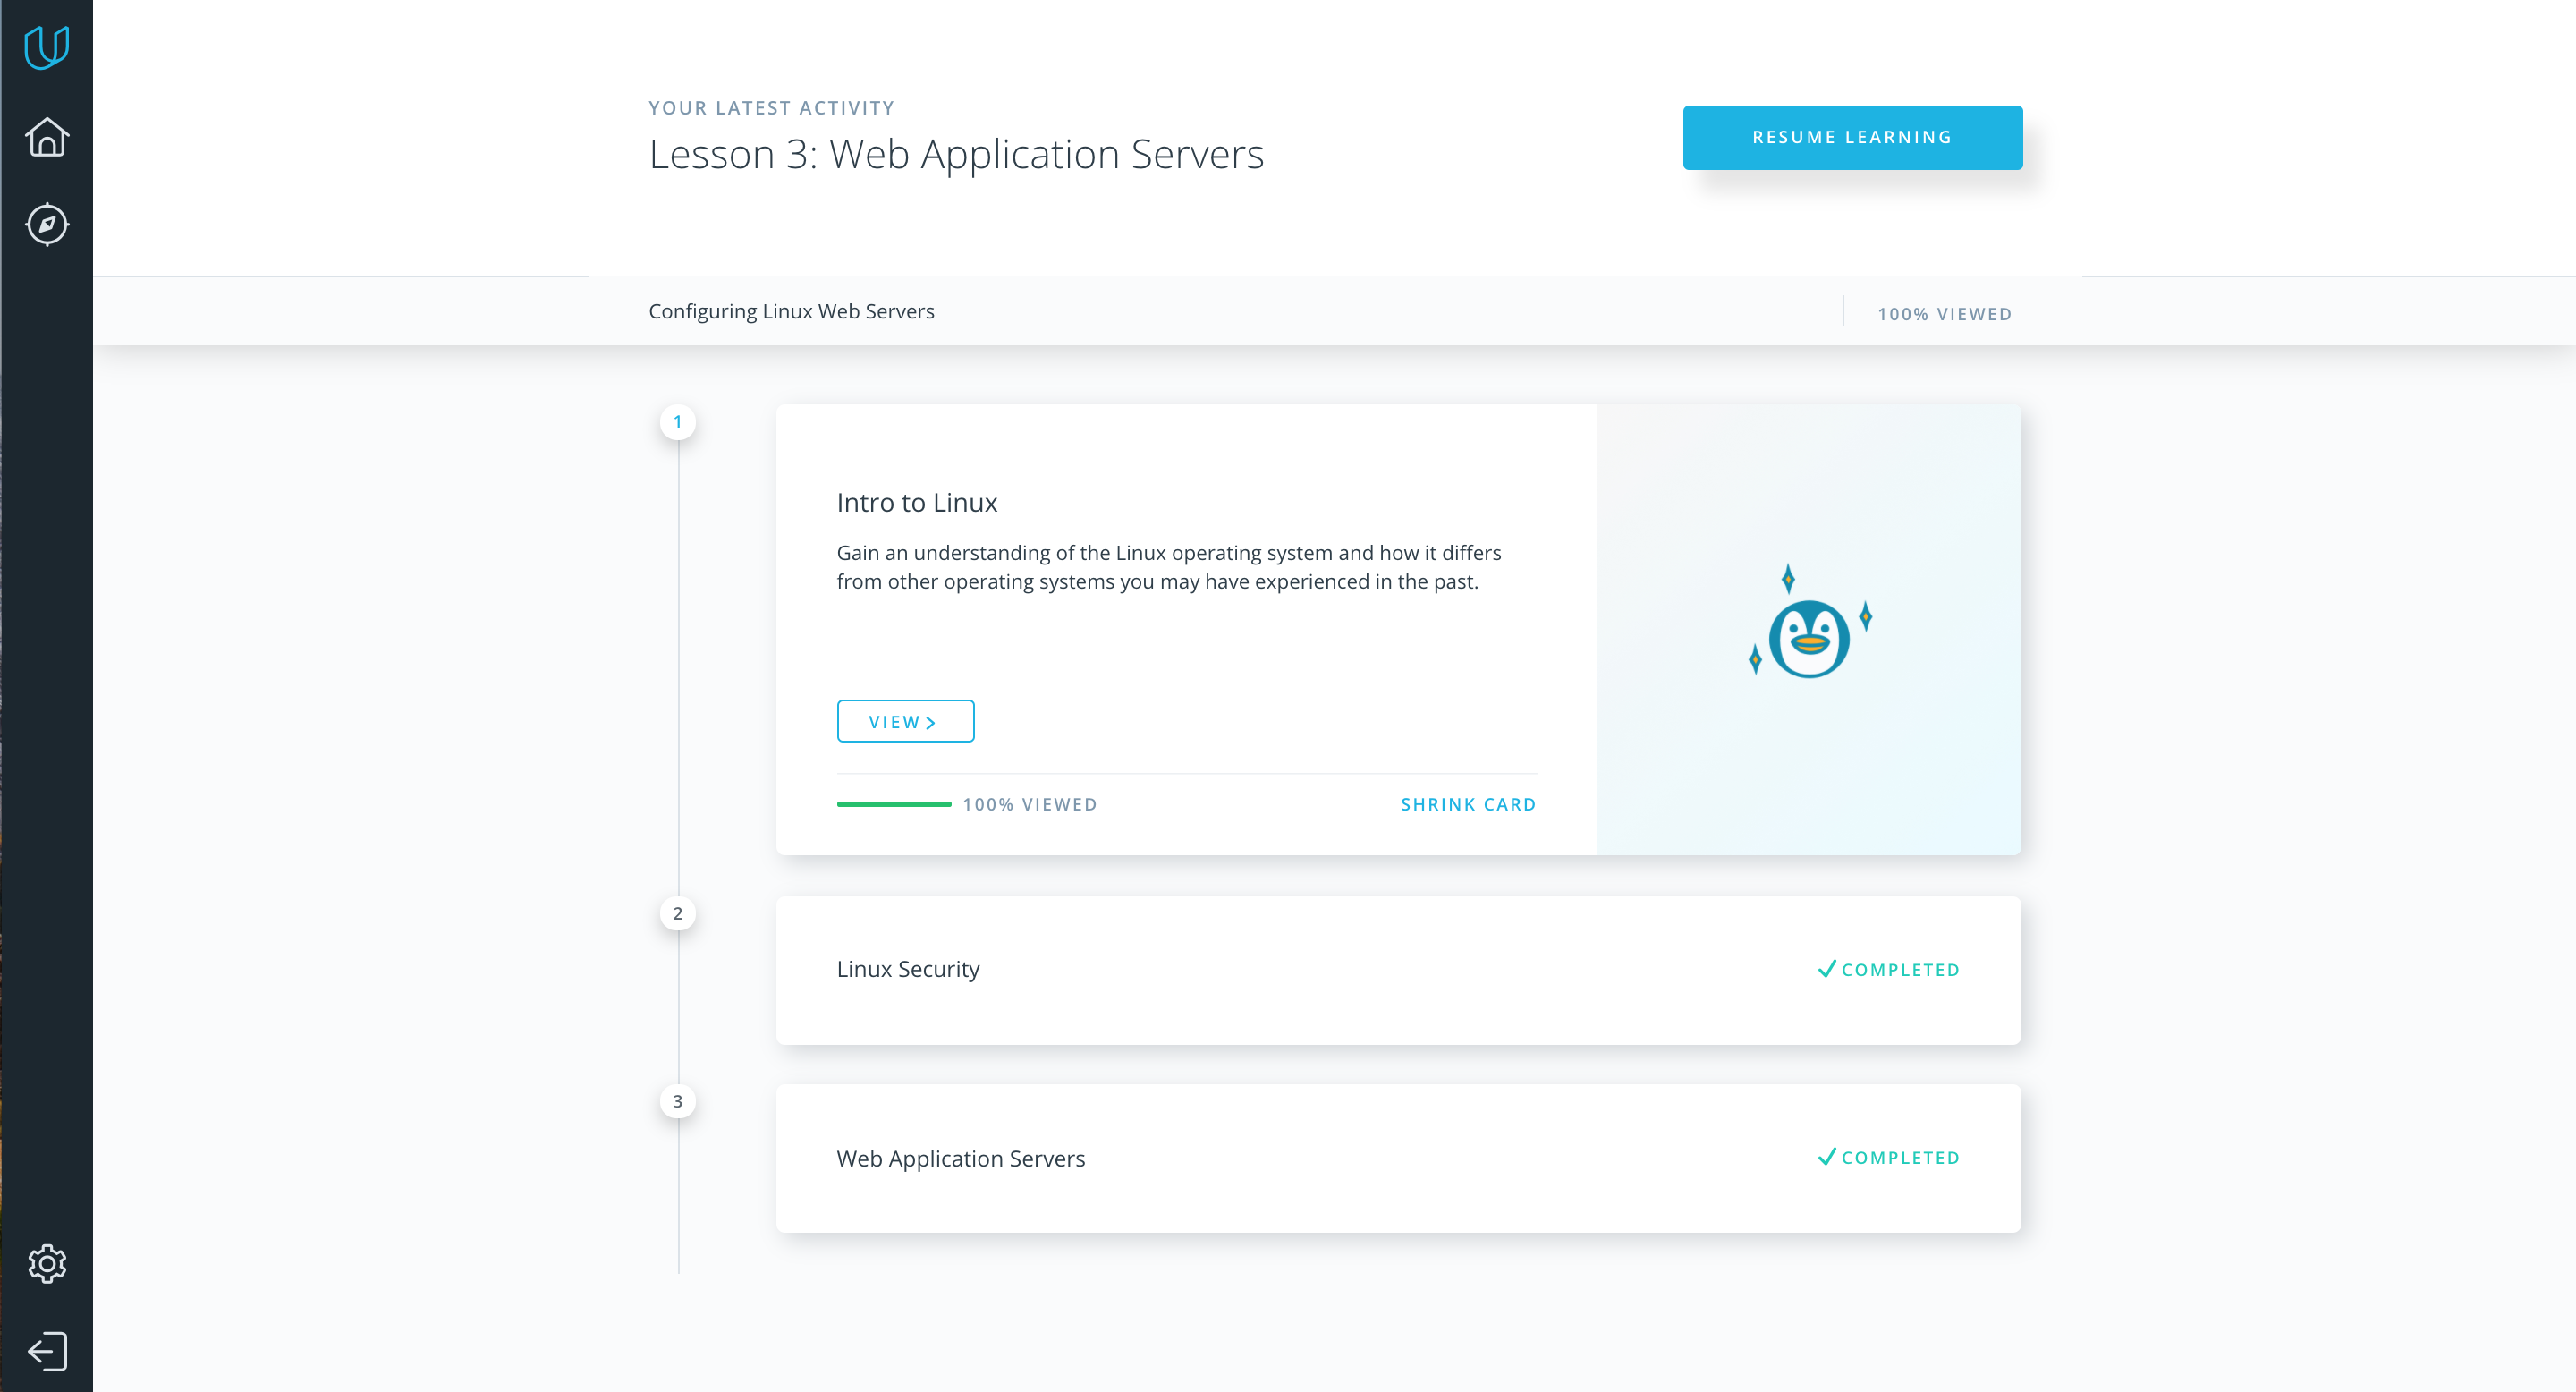 YOUR LATEST ACTIVITY
Lesson 3: Web Application Servers
RESUME LEARNING
Configuring Linux Web Servers
100% VIEWED
1
Intro to Linux
Gain an understanding of the Linux operating system and how it differs
from other operating systems you may have experienced in the past.
VIEW
100% VIEWED
SHRINK CARD
2
Linux Security
COMPLETED
3
Web Application Servers
COMPLETED